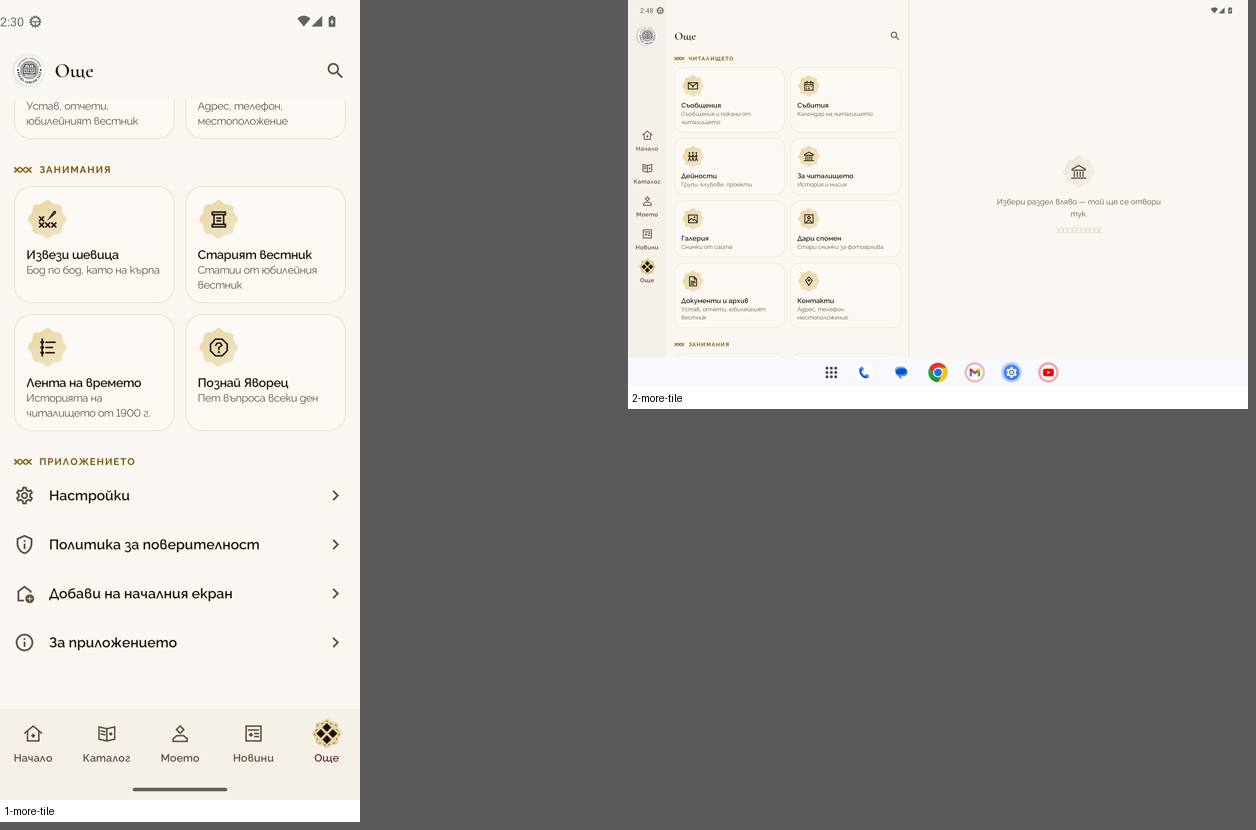 2:30
Още
Устав, отчети,
юбилейният вестник
Адрес, телефон,
местоположение
ЗАНИМАНИЯ
Извези шевица
Бод по бод, като на кърпа
Старият вестник
Статии от юбилейния
вестник
Лента на времето
Историята на
читалището от 1900 г.
Познай Яворец
Пет въпроса всеки ден
ПРИЛОЖЕНИЕТО
Настройки
Политика за поверителност
Добави на началния екран
За приложението
Начало
Каталог
Моето
Новини
Още
1-more-tile
2:48
Още
ЧИТАЛИЩЕТО
Съобщения
Съобщения и покани от
читалището
Събития
Календар на читалището
Дейности
Групи, клубове, проекти
За читалището
История и мисия
Галерия
Снимки от сайта
Дари спомен
Стари снимки за фотоархива
Документи и архив
Устав, отчети, юбилейният
вестник
Контакти
Адрес, телефон,
местоположение
ЗАНИМАНИЯ
Начало
Каталог
Моето
Новини
Още
Избери раздел вляво — той ще се отвори
тук.
2-more-tile